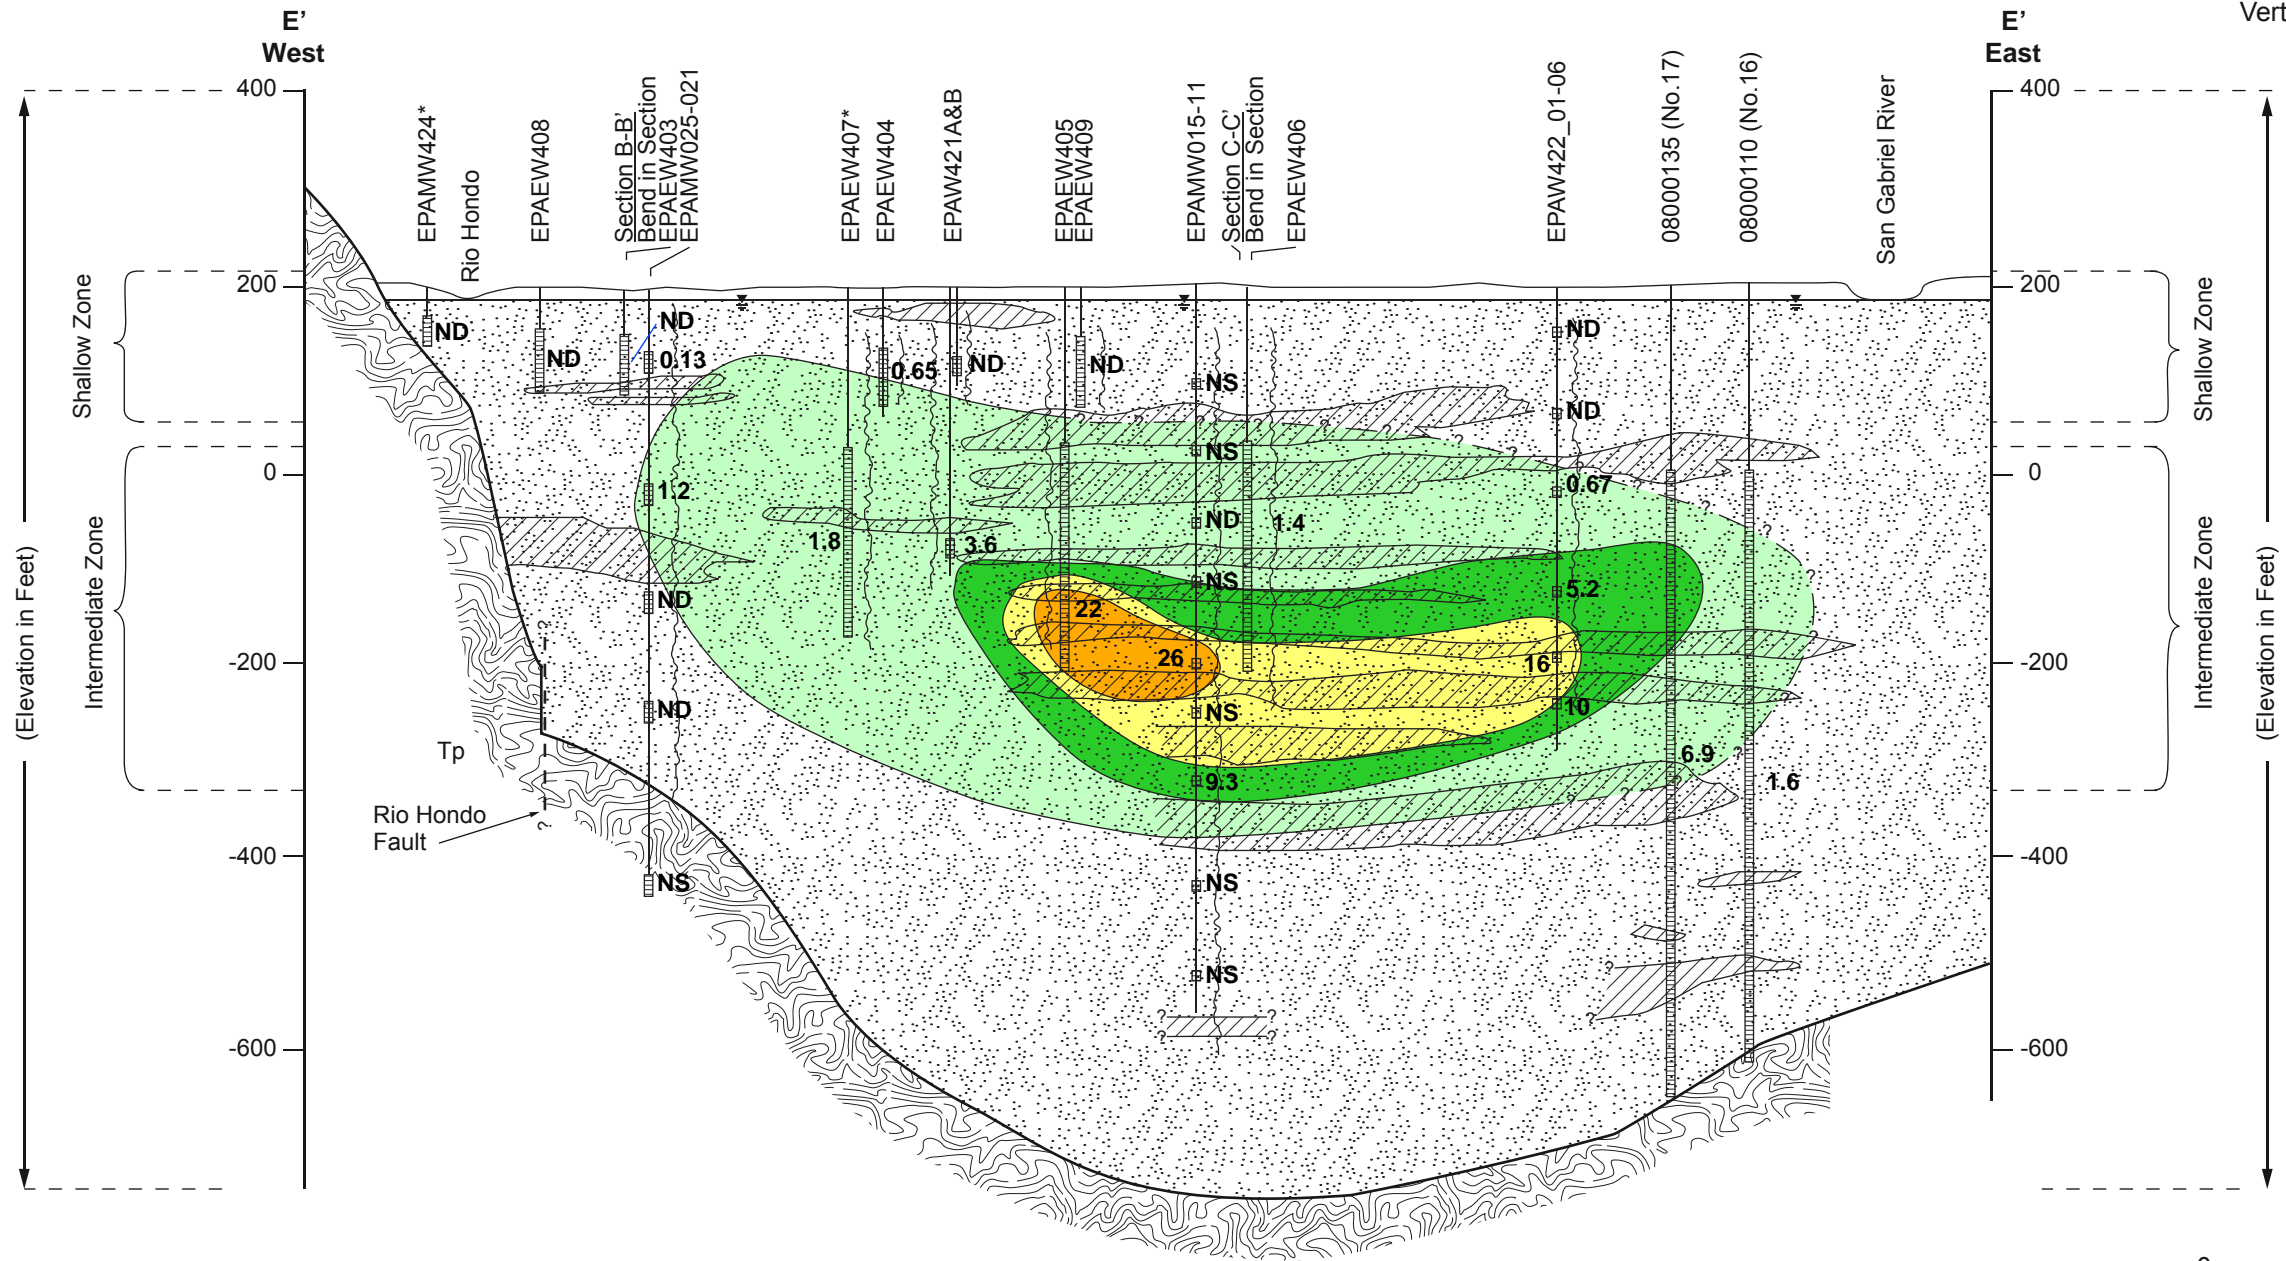 E’
West
E’
East
Vert
EPAMW424*
Rio Hondo
EPAEW408
Section B-B’
Bend in Section
EPAEW403
EPAMW025-021
EPAEW407*
EPAEW404
EPAW421A&B
EPAEW405
EPAEW409
EPAMW015-11
Section C-C’
Bend in Section
EPAEW406
EPAW422_01-06
08000135 (No.17)
08000110 (No.16)
San Gabriel River
400
200
0
-200
-400
-600
400
200
0
-200
-400
-600
(Elevation in Feet)
Shallow Zone
Intermediate Zone
Shallow Zone
Intermediate Zone
(Elevation in Feet)
ND
ND
ND
0.13
1.2
ND
ND
NS
1.8
0.65
ND
3.6
ND
22
NS
NS
ND
NS
26
NS
9.3
NS
NS
1.4
ND
ND
0.67
5.2
16
10
6.9
1.6
Tp
Rio Hondo
Fault